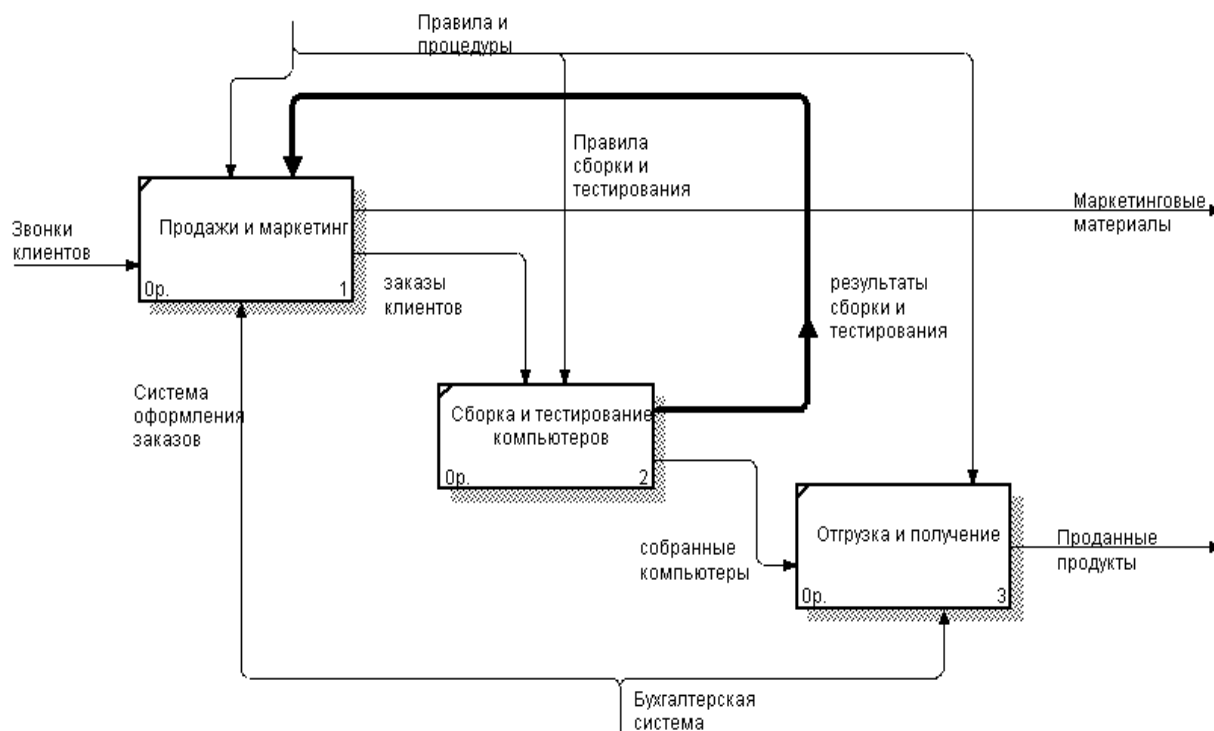 Правила и
процедуры
Правила
сборки и
тестирования
Звонки
клиентов
Продажи и маркетинг
0р.
1
Маркетинговые
материалы
заказы
клиентов
результаты
сборки и
тестирования
Система
оформления
заказов
Сборка и тестирование
компьютеров
0р.
2
собранные
компьютеры
Отгрузка и получение
0р.
3
Проданные
продукты
Бухгалтерская
система